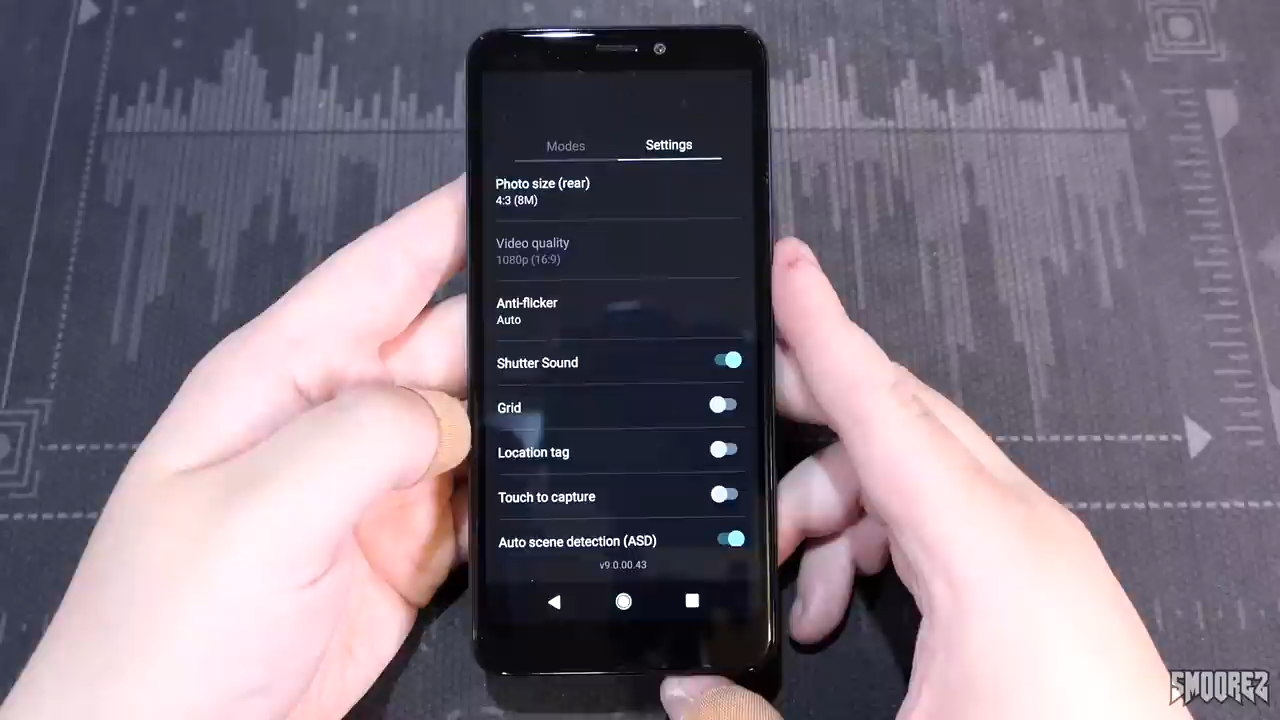 Modes Settings
Photo size (rear)
4:3 (8M)
Video quality
1080p (16:9)
Anti-flicker
Auto
Shutter Sound
Grid
Location tag
Touch to capture
Auto scene detection (ASD)
v9.0.00.43
SMOOREZ